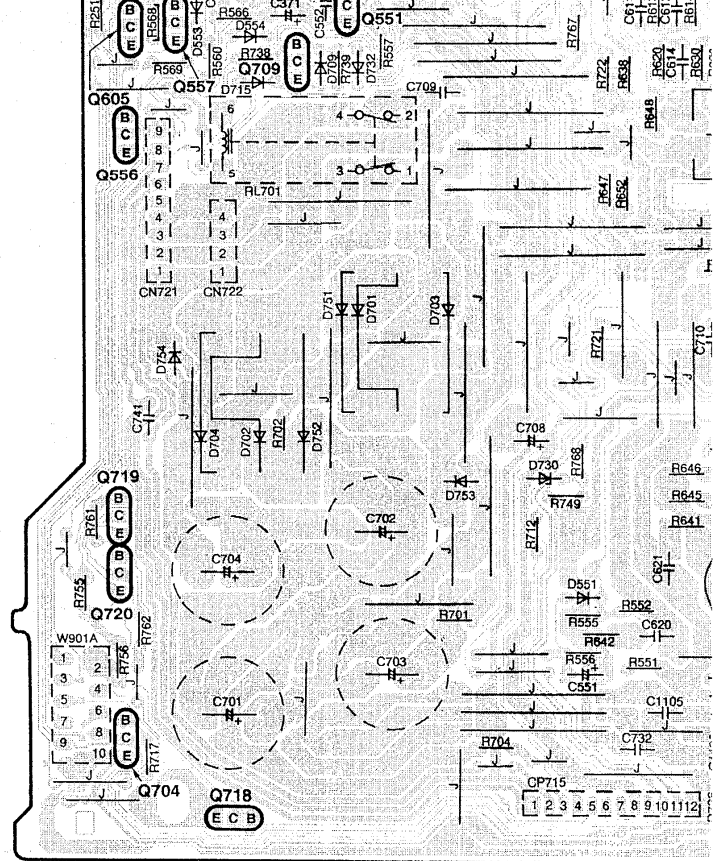 R251
B
C
E
R568
B
C
E
D553
R566
D554
C371
C552
C
E
Q551
R560
R738
Q709
B
C
E
D709
R739
D732
R557
R569
R767
R722
R638
R620
C614
R630
Q605
Q557
D715
C709
R648
B
C
E
Q556
9
8
7
6
5
4
3
2
1
CN721
6
5
4
2
3
1
RL701
4
3
2
1
CN722
R647
R652
J
D751
D701
D703
D754
R721
C710
C741
D704
D702
R702
D752
C708
D730
R768
D753
R749
R712
R646
R645
R641
Q719
R761
B
C
E
B
C
E
Q720
R755
C704
C702
C621
D551
R552
R555
R642
C620
R701
R762
W901A
R756
1
2
3
4
5
6
7
8
9
10
C703
C701
R556
C551
R551
C1105
C732
R704
B
C
E
R717
Q704
Q718
E C B
CP715
1 2 3 4 5 6 7 8 9 10 11 12